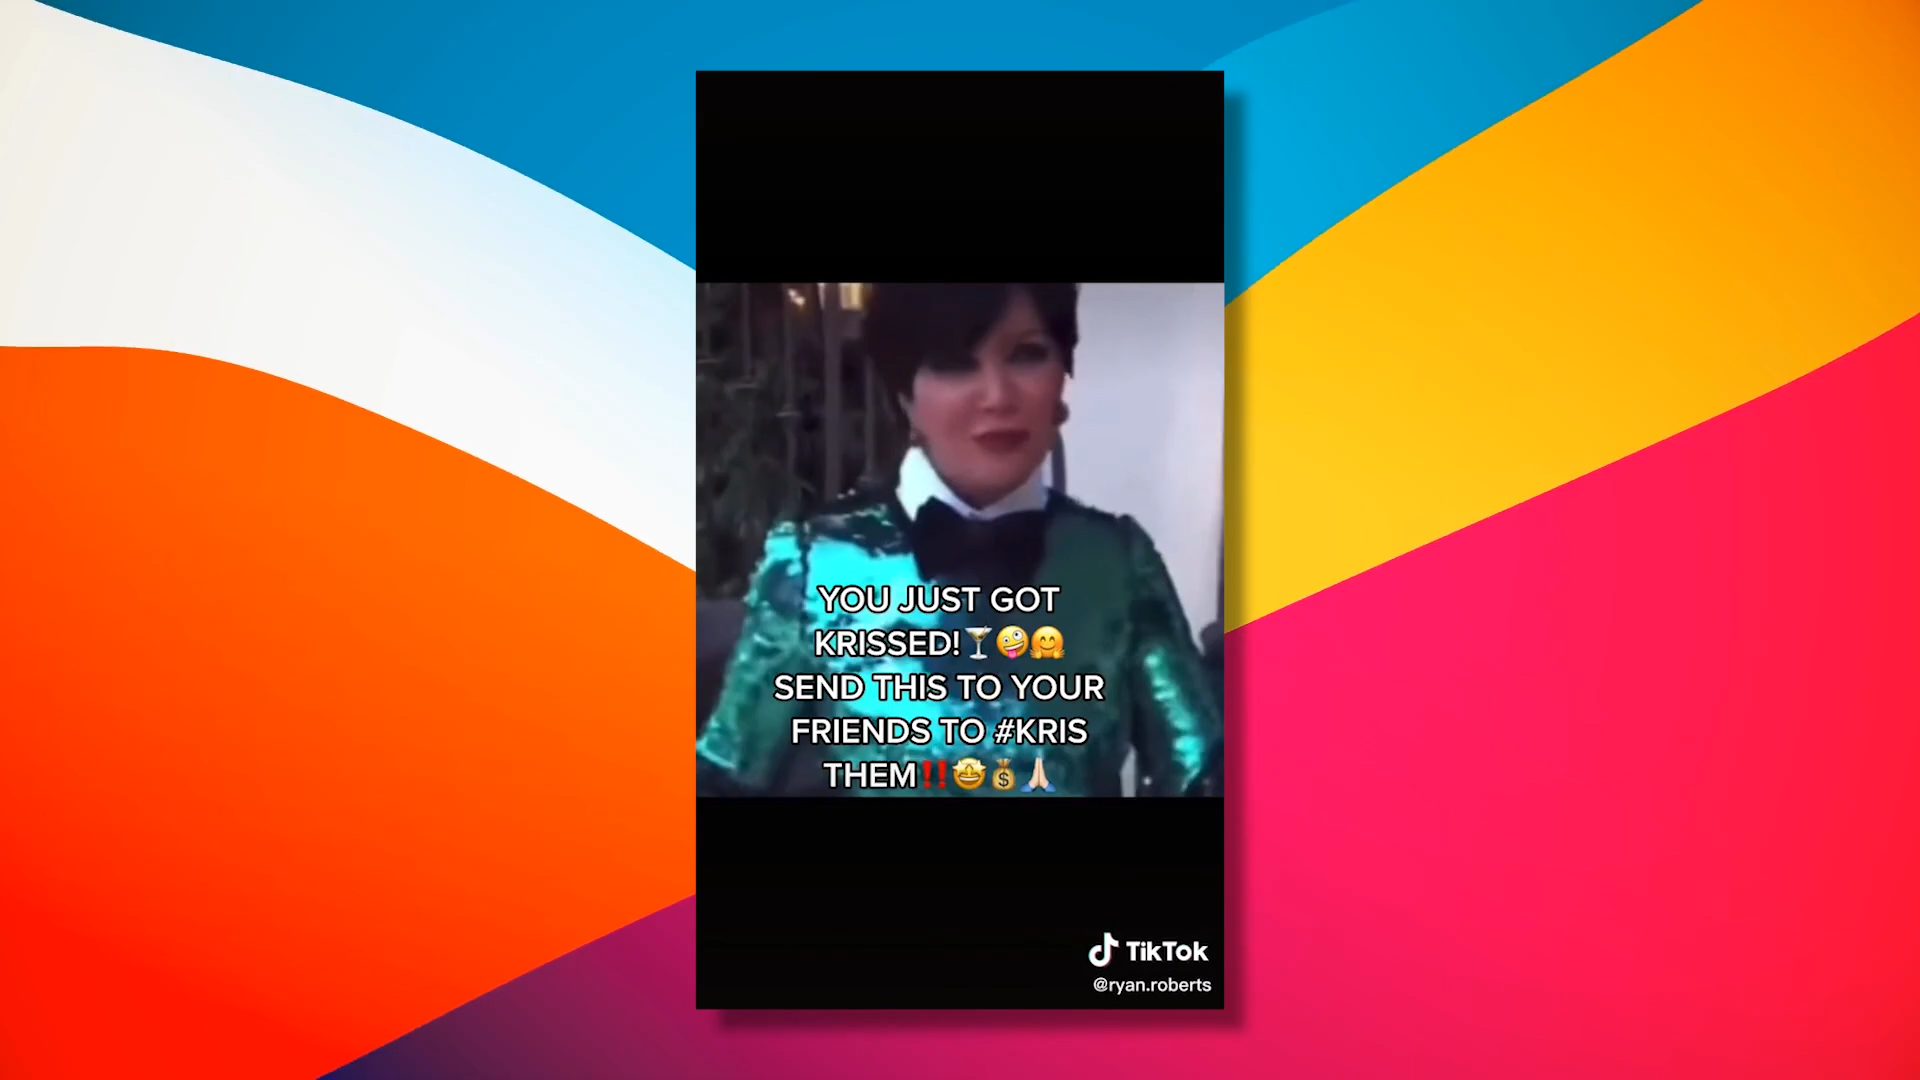 YOU JUST GOT
KRISSED!🍸🤪🤗
SEND THIS TO YOUR
FRIENDS TO #KRIS
THEM‼️🤩💰🙏🏻
TikTok
@ryan.roberts